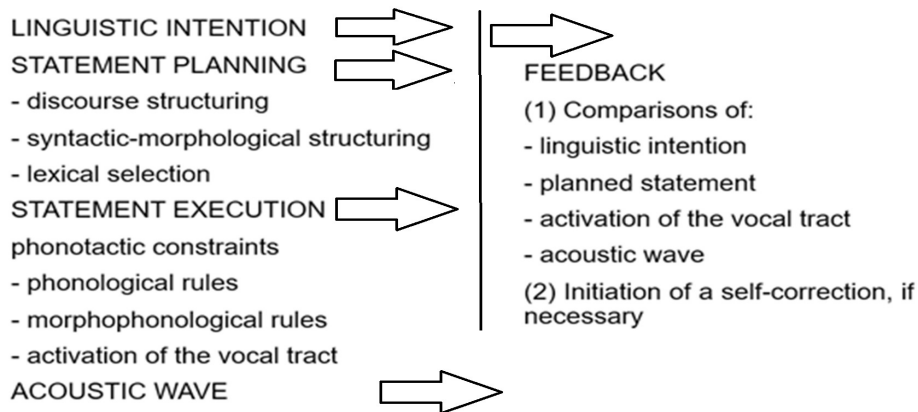 LINGUISTIC INTENTION
STATEMENT PLANNING
- discourse structuring
- syntactic-morphological structuring
- lexical selection
STATEMENT EXECUTION
phonotactic constraints
- phonological rules
- morphophonological rules
- activation of the vocal tract
ACOUSTIC WAVE
FEEDBACK
(1) Comparisons of:
- linguistic intention
- planned statement
- activation of the vocal tract
- acoustic wave
(2) Initiation of a self-correction, if
necessary